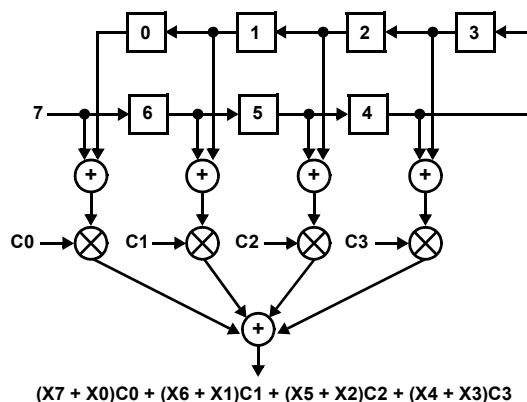 0 1 2 3
7 6 5 4
+ + + +
C0 C1 C2 C3
+
(X7 + X0)C0 + (X6 + X1)C1 + (X5 + X2)C2 + (X4 + X3)C3